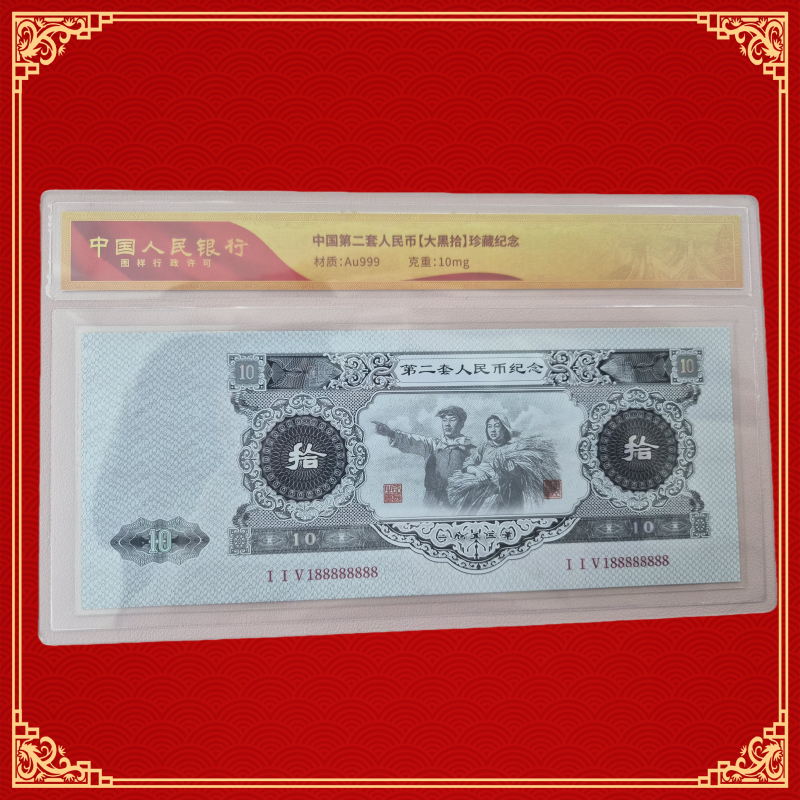 中国人民银行
图样行政许可
中国第二套人民币【大黑拾】珍藏纪念
材质:Au999 克重:10mg
10 第二套人民币纪念 10
拾 拾
10
10 10
I I V188888888 I I V188888888